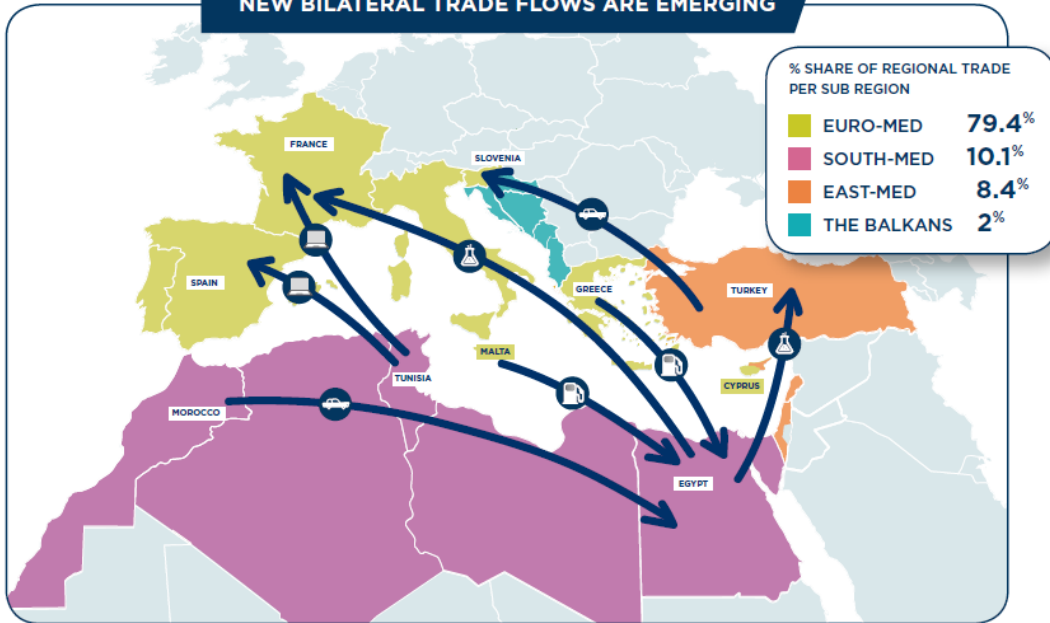 NEW BILATERAL TRADE FLOWS ARE EMERGING
% SHARE OF REGIONAL TRADE
PER SUB REGION
EURO-MED 79.4%
SOUTH-MED 10.1%
EAST-MED 8.4%
THE BALKANS 2%
FRANCE
SLOVENIA
SPAIN
GREECE
TURKEY
MALTA
TUNISIA
CYPRUS
MOROCCO
EGYPT